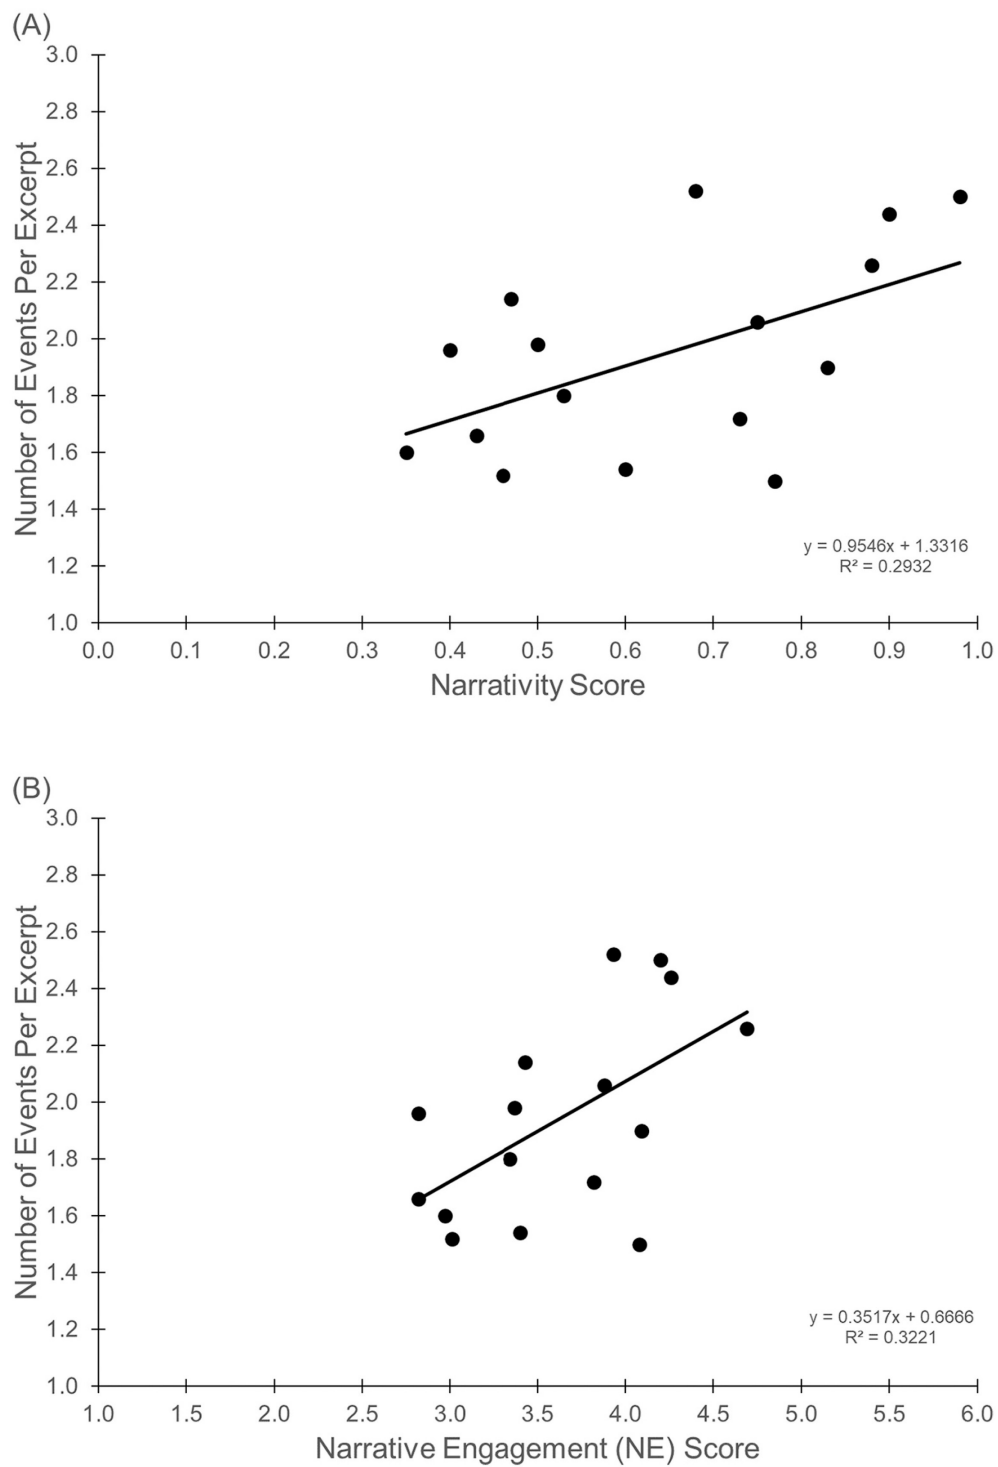 (A)
Number of Events Per Excerpt
3.0
2.8
2.6
2.4
2.2
2.0
1.8
1.6
1.4
1.2
1.0
y = 0.9546x + 1.3316
R² = 0.2932
0.0 0.1 0.2 0.3 0.4 0.5 0.6 0.7 0.8 0.9 1.0
Narrativity Score
(B)
Number of Events Per Excerpt
3.0
2.8
2.6
2.4
2.2
2.0
1.8
1.6
1.4
1.2
1.0
y = 0.3517x + 0.6666
R² = 0.3221
1.0 1.5 2.0 2.5 3.0 3.5 4.0 4.5 5.0 5.5 6.0
Narrative Engagement (NE) Score